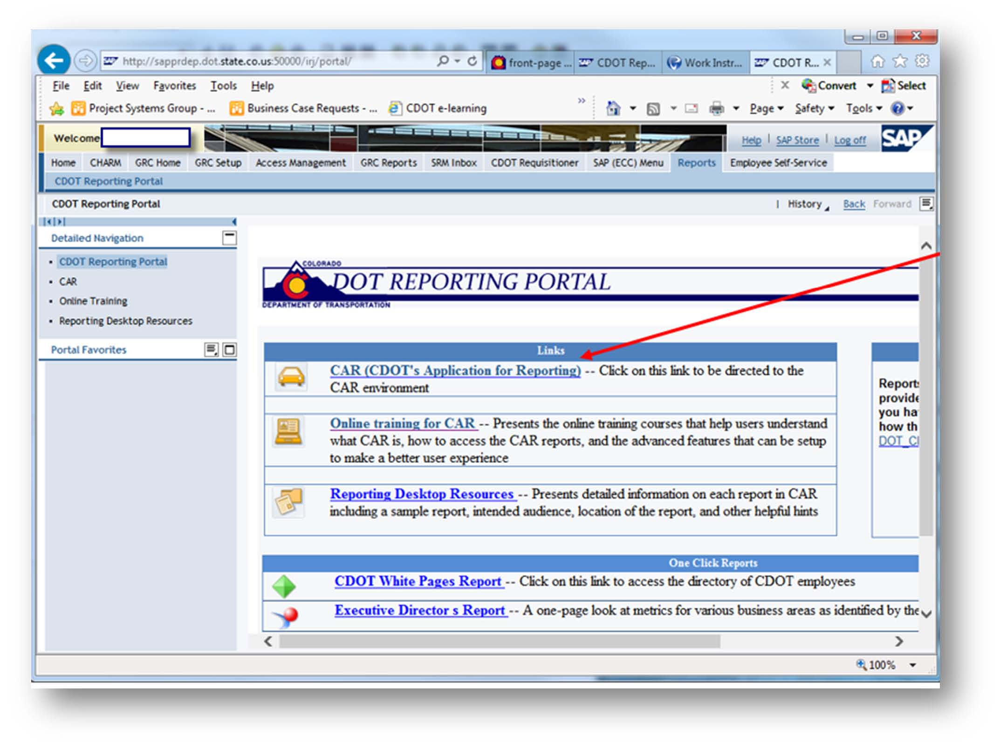 http://sapprdep.dot.state.co.us:50000/irj/portal/
front-page ... CDOT Rep... Work Instr... CDOT R...
File Edit View Favorites Tools Help
Convert Select
Project Systems Group - ... Business Case Requests - ... CDOT e-learning
Page Safety Tools
Welcome
Help SAP Store Log off SAP
Home CHARM GRC Home GRC Setup Access Management GRC Reports SRM Inbox CDOT Requisitioner SAP (ECC) Menu Reports Employee Self-Service
CDOT Reporting Portal
CDOT Reporting Portal
History Back Forward
Detailed Navigation
CDOT Reporting Portal
CAR
Online Training
Reporting Desktop Resources
Portal Favorites
COLORADO
DOT REPORTING PORTAL
DEPARTMENT OF TRANSPORTATION
Links
CAR (CDOT's Application for Reporting) -- Click on this link to be directed to the
CAR environment
Online training for CAR -- Presents the online training courses that help users understand
what CAR is, how to access the CAR reports, and the advanced features that can be setup
to make a better user experience
Reporting Desktop Resources -- Presents detailed information on each report in CAR
including a sample report, intended audience, location of the report, and other helpful hints
Reports
provide
you ha
how th
DOT_C
One Click Reports
CDOT White Pages Report -- Click on this link to access the directory of CDOT employees
Executive Director s Report -- A one-page look at metrics for various business areas as identified by the
100%